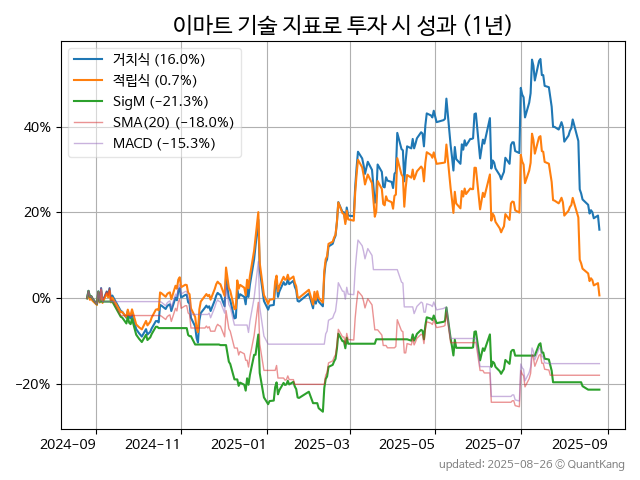 이마트 기술 지표로 투자 시 성과 (1년)
거치식 (16.0%)
적립식 (0.7%)
SigM (−21.3%)
SMA(20) (−18.0%)
MACD (−15.3%)
40%
20%
0%
−20%
2024-09 2024-11 2025-01 2025-03 2025-05 2025-07 2025-09
updated: 2025-08-26 © QuantKang